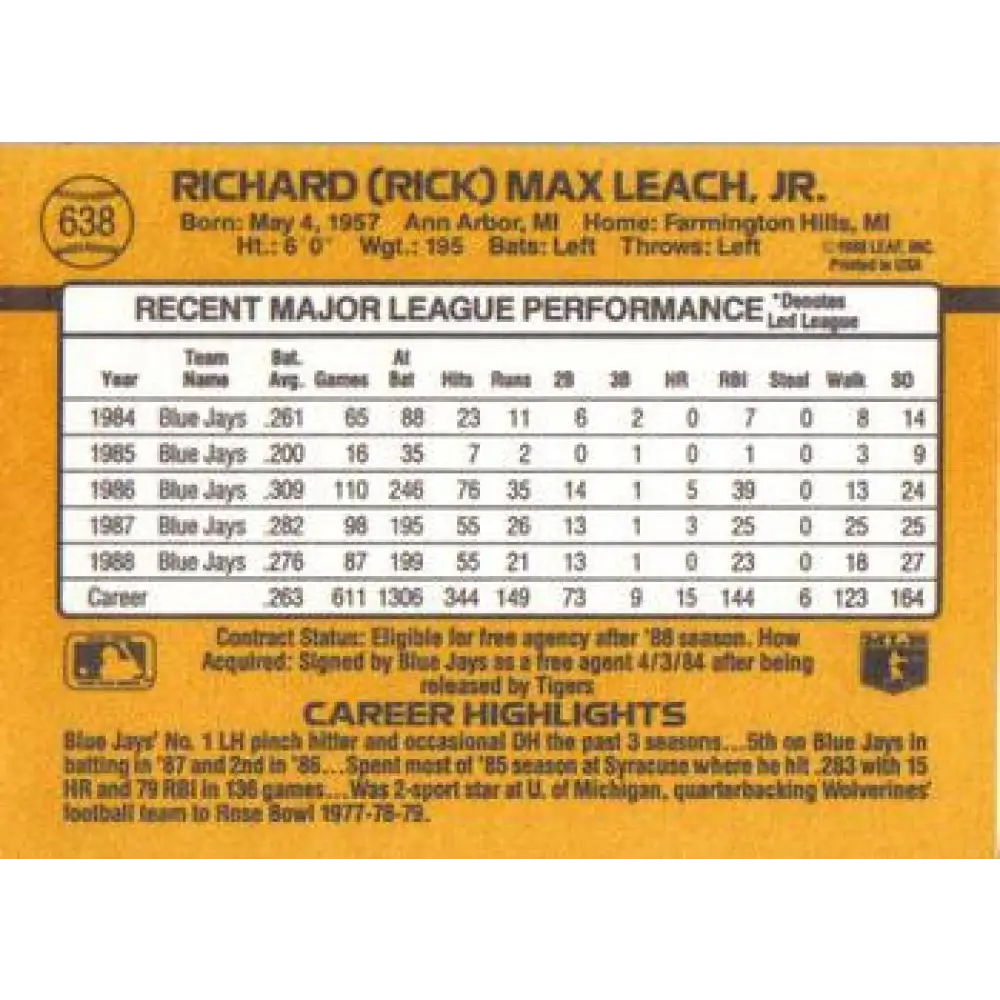 638
RICHARD (RICK) MAX LEACH, JR.
Born: May 4, 1957 Ann Arbor, MI Home: Farmington Hills, MI
Ht.: 6 0" Wgt.: 195 Bats: Left Throws: Left
© 1988 LEAF, INC.
Printed in USA
RECENT MAJOR LEAGUE PERFORMANCE *Denotes Led League
Year Team Name Bat. Avg. Games At Bat Hits Runs 2B 3B HR RBI Steal Walk SO
1984 Blue Jays .261 65 88 23 11 6 2 0 7 0 8 14
1985 Blue Jays .200 16 35 7 2 0 1 0 1 0 3 9
1986 Blue Jays .309 110 246 76 35 14 1 5 39 0 13 24
1987 Blue Jays .282 98 195 55 26 13 1 3 25 0 25 25
1988 Blue Jays .276 87 199 55 21 13 1 0 23 0 18 27
Career .263 611 1306 344 149 73 9 15 144 6 123 164
Contract Status: Eligible for free agency after '88 season. How
Acquired: Signed by Blue Jays as a free agent 4/3/84 after being
released by Tigers
CAREER HIGHLIGHTS
Blue Jays' No. 1 LH pinch hitter and occasional DH the past 3 seasons...5th on Blue Jays in
batting in '87 and 2nd in '86...Spent most of '85 season at Syracuse where he hit .283 with 15
HR and 79 RBI in 136 games...Was 2-sport star at U. of Michigan, quarterbacking Wolverines'
football team to Rose Bowl 1977-78-79.